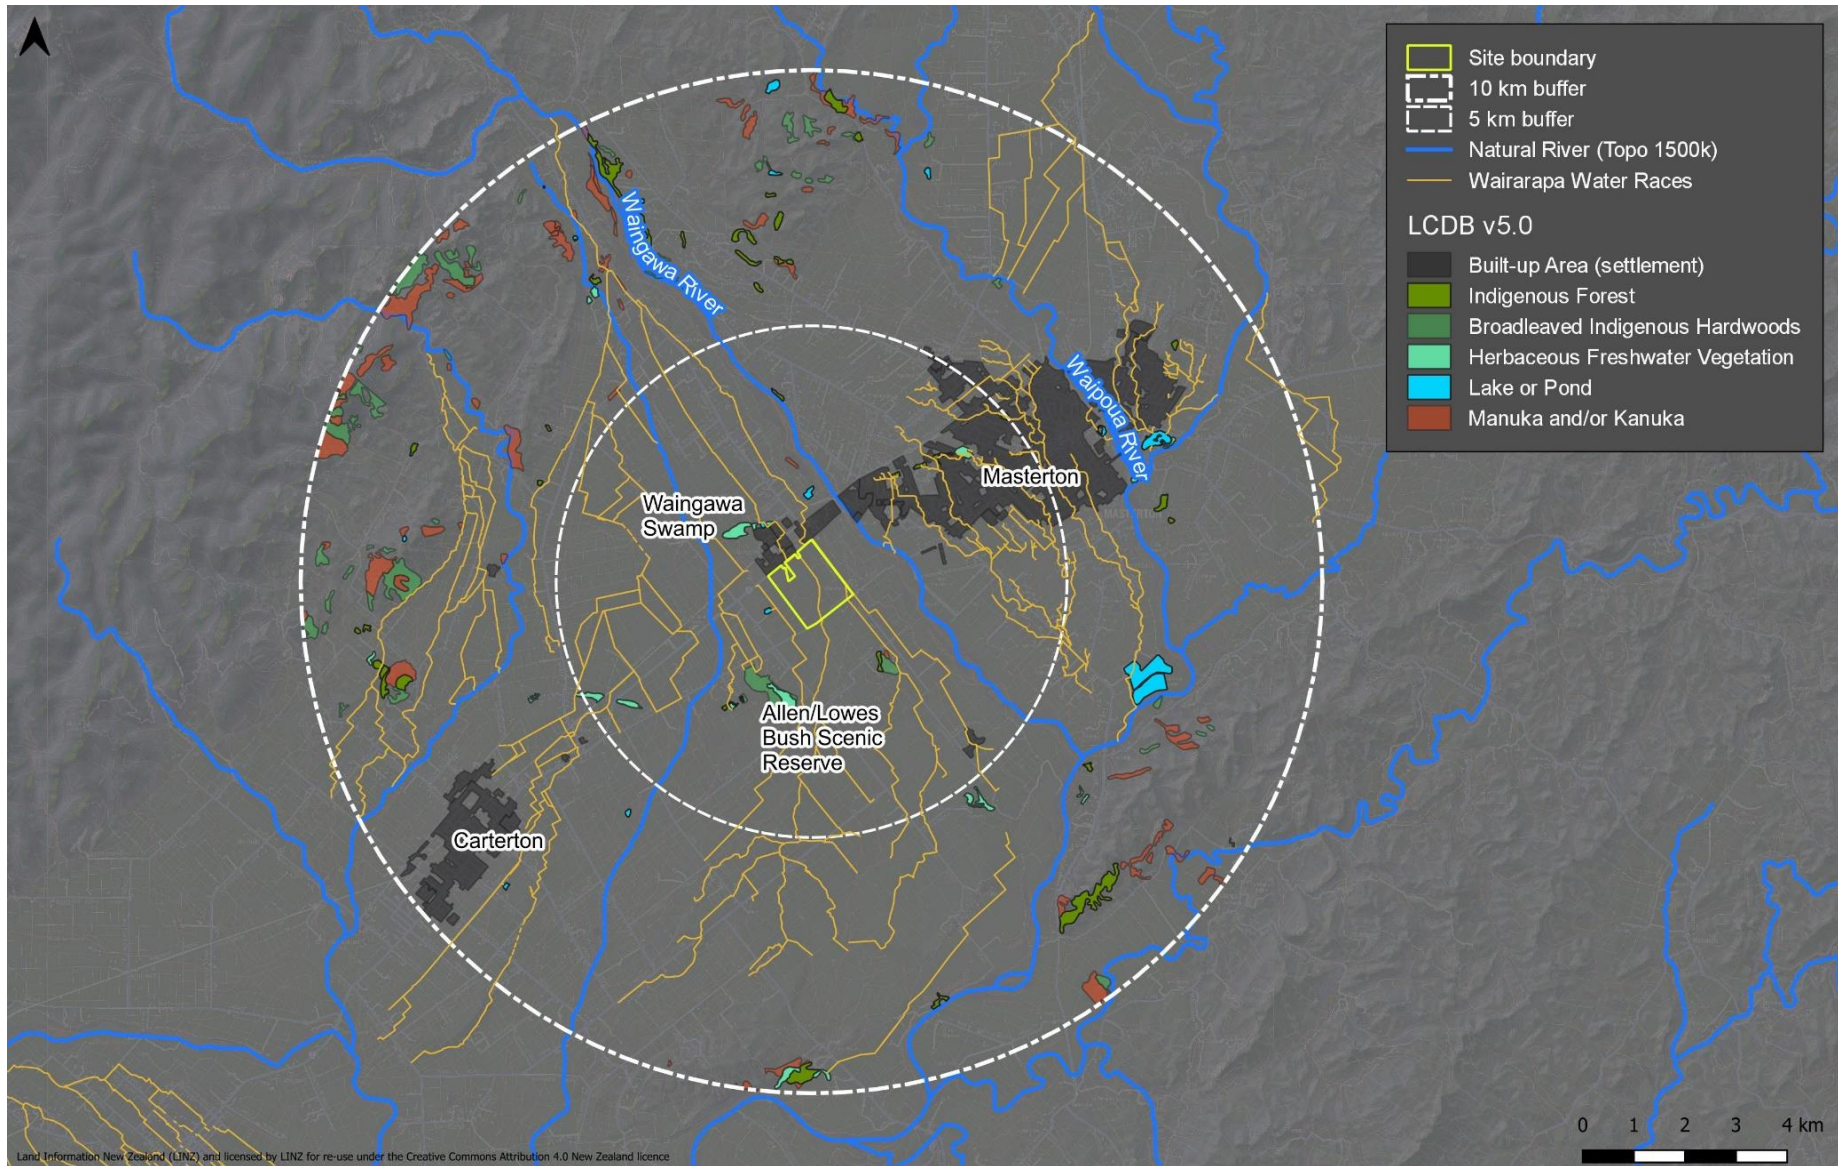 Site boundary
10 km buffer
5 km buffer
Natural River (Topo 1500k)
Wairarapa Water Races
LCDB v5.0
Built-up Area (settlement)
Indigenous Forest
Broadleaved Indigenous Hardwoods
Herbaceous Freshwater Vegetation
Lake or Pond
Manuka and/or Kanuka
Waingawa River
Waipoua River
Masterton
MASTERTON
Waingawa
Swamp
Allen/Lowes
Bush Scenic
Reserve
Carterton
0 1 2 3 4 km
Land Information New Zealand (LINZ) and licensed by LINZ for re-use under the Creative Commons Attribution 4.0 New Zealand licence